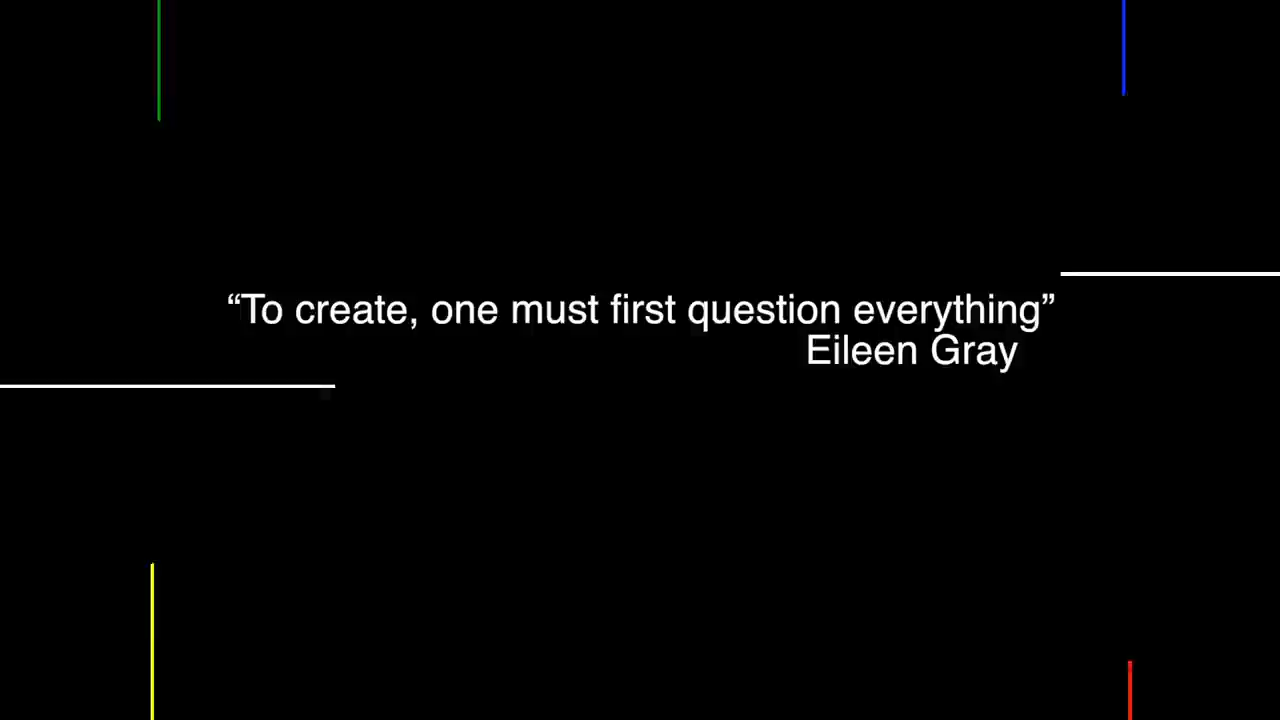 “To create, one must first question everything”
Eileen Gray